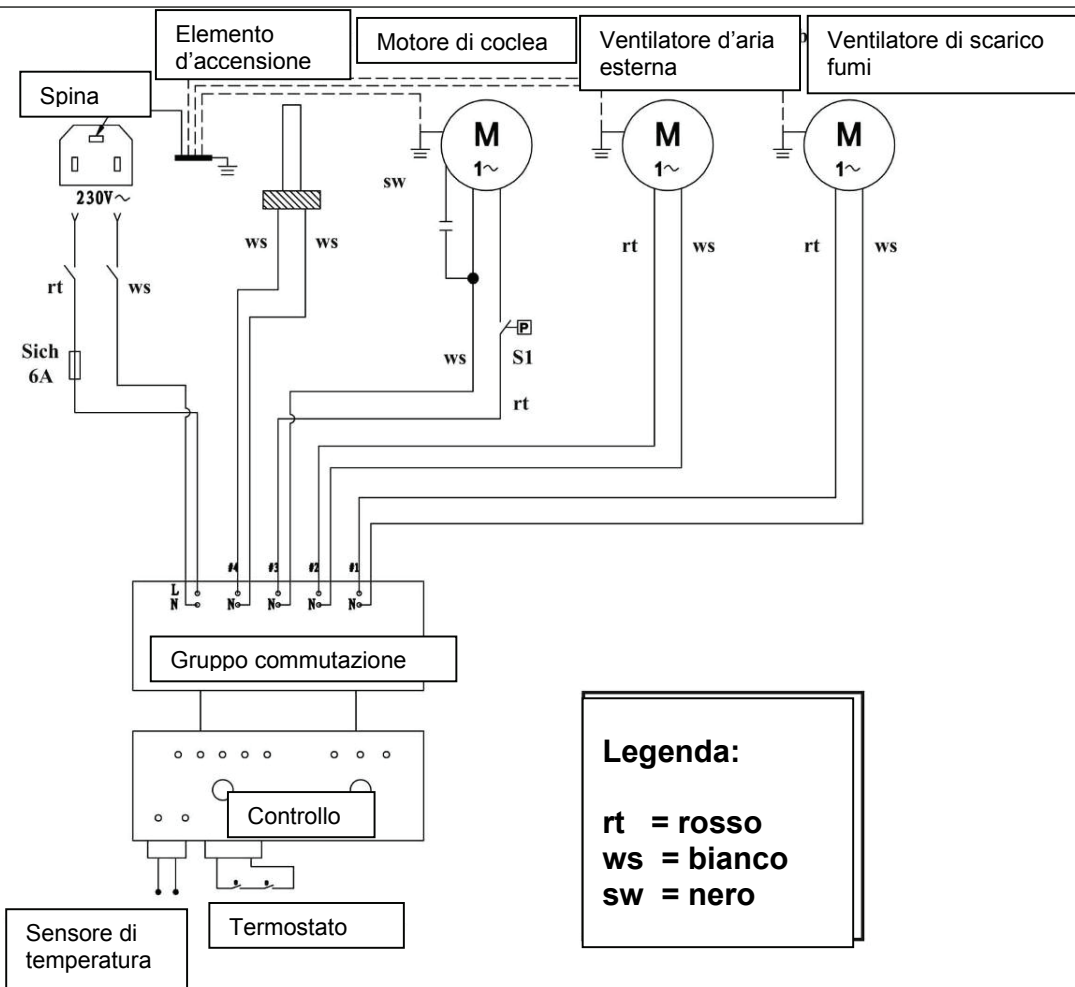 Elemento
d'accensione
Motore di coclea
Ventilatore d'aria
esterna
Ventilatore di scarico
fumi
Spina
M
1~
M
1~
M
1~
230V~
sw
ws
ws
rt
ws
rt
ws
rt
ws
Sich
6A
ws
P
S1
rt
#4
#3
#2
#1
L
N
N
N
N
N
Gruppo commutazione
Controllo
Termostato
Sensore di
temperatura
Legenda:
rt = rosso
ws = bianco
sw = nero